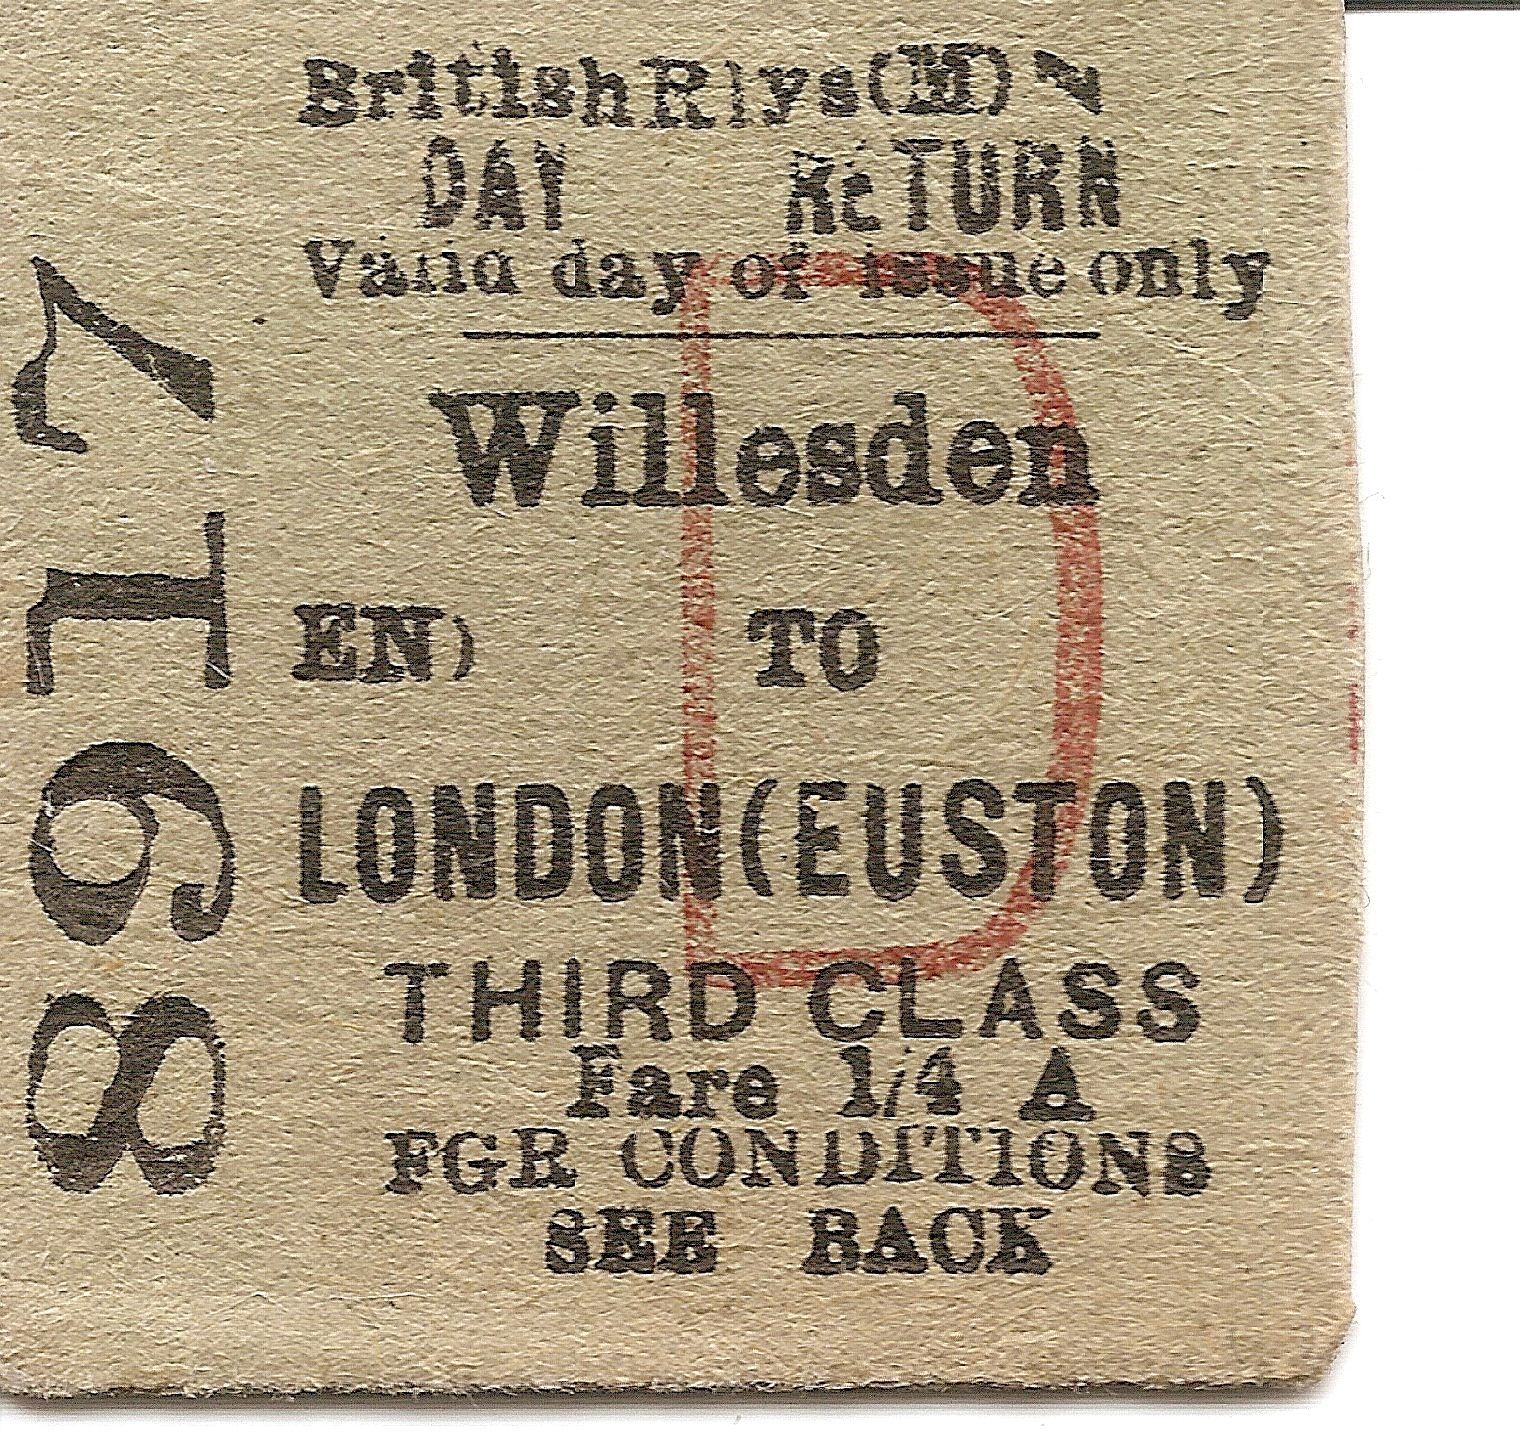 British Rlys (M)
DAY RETURN
Valid day of issue only
Willesden
EN) TO
LONDON (EUSTON)
THIRD CLASS
Fare 1/4 A
FOR CONDITIONS
SEE BACK
8617
D